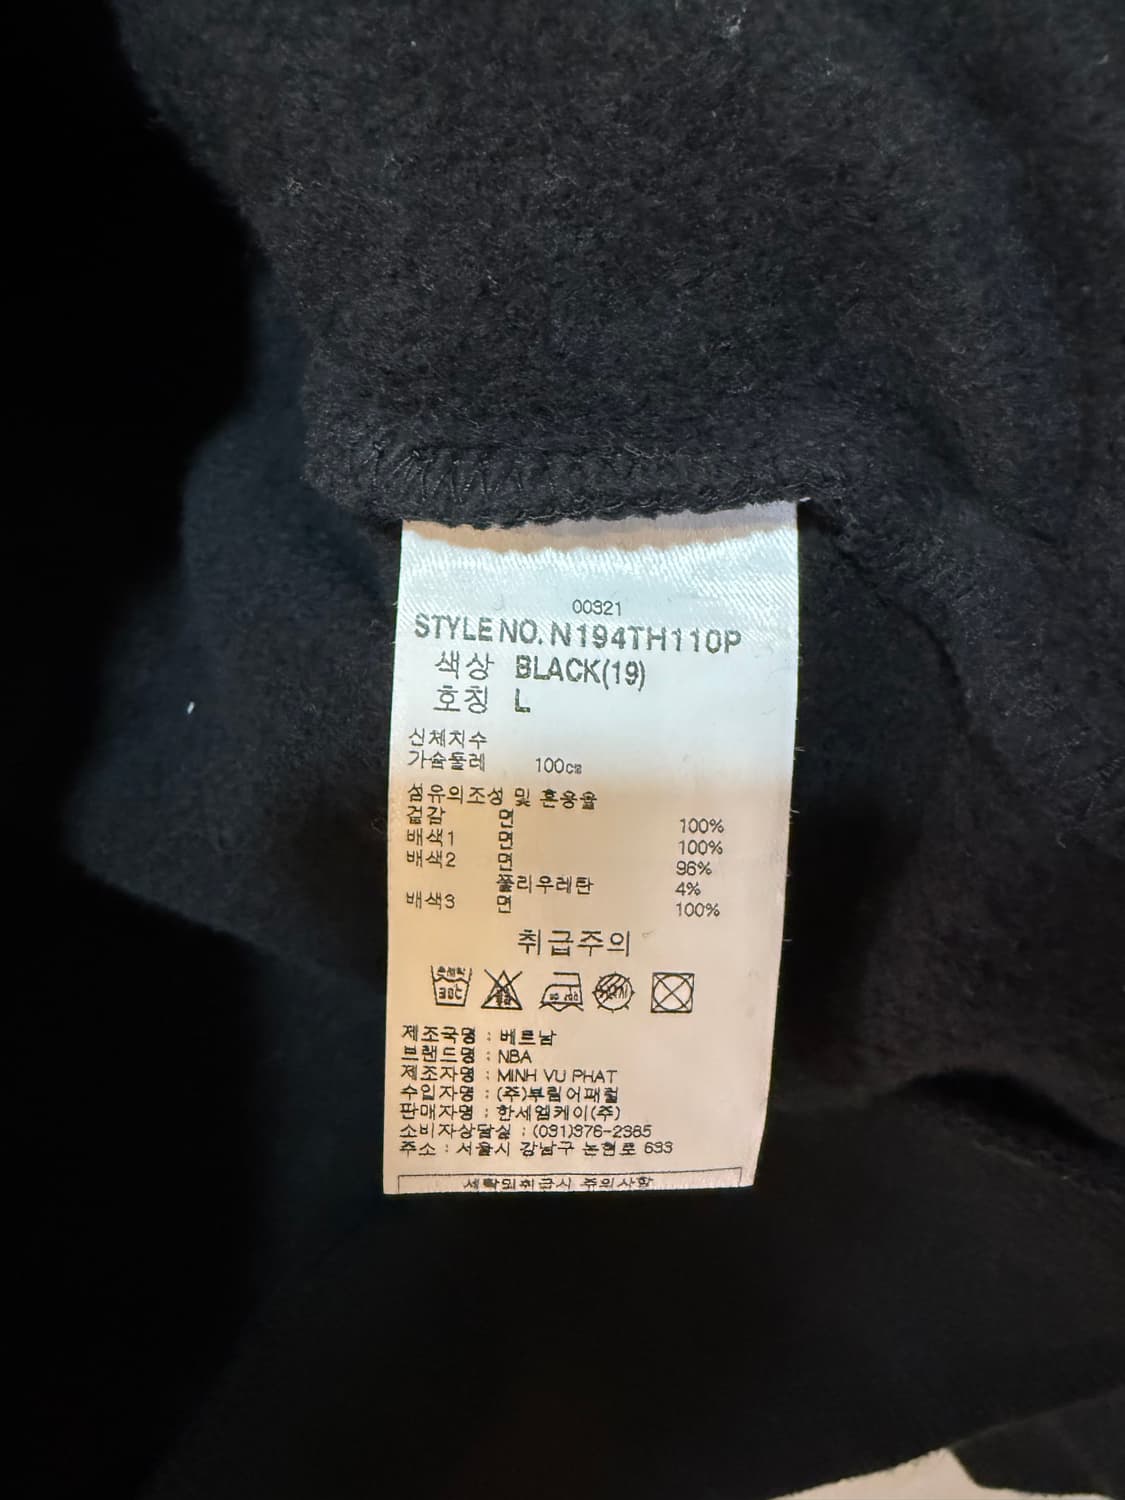 00321
STYLE NO. N194TH110P
색상 BLACK(19)
호칭 L
신체치수
가슴둘레 100cm
섬유의조성 및 혼용율
겉감 면 100%
배색1 면 100%
배색2 면 96%
폴리우레탄 4%
배색3 면 100%
취급주의
손세탁
30℃
제조국명 : 베트남
브랜드명 : NBA
제조자명 : MINH VU PHAT
수입자명 : (주)부림어패럴
판매자명 : 한세엠케이(주)
소비자상담실 : (031)376-2385
주소 : 서울시 강남구 논현로 633
세탁및취급시 주의사항